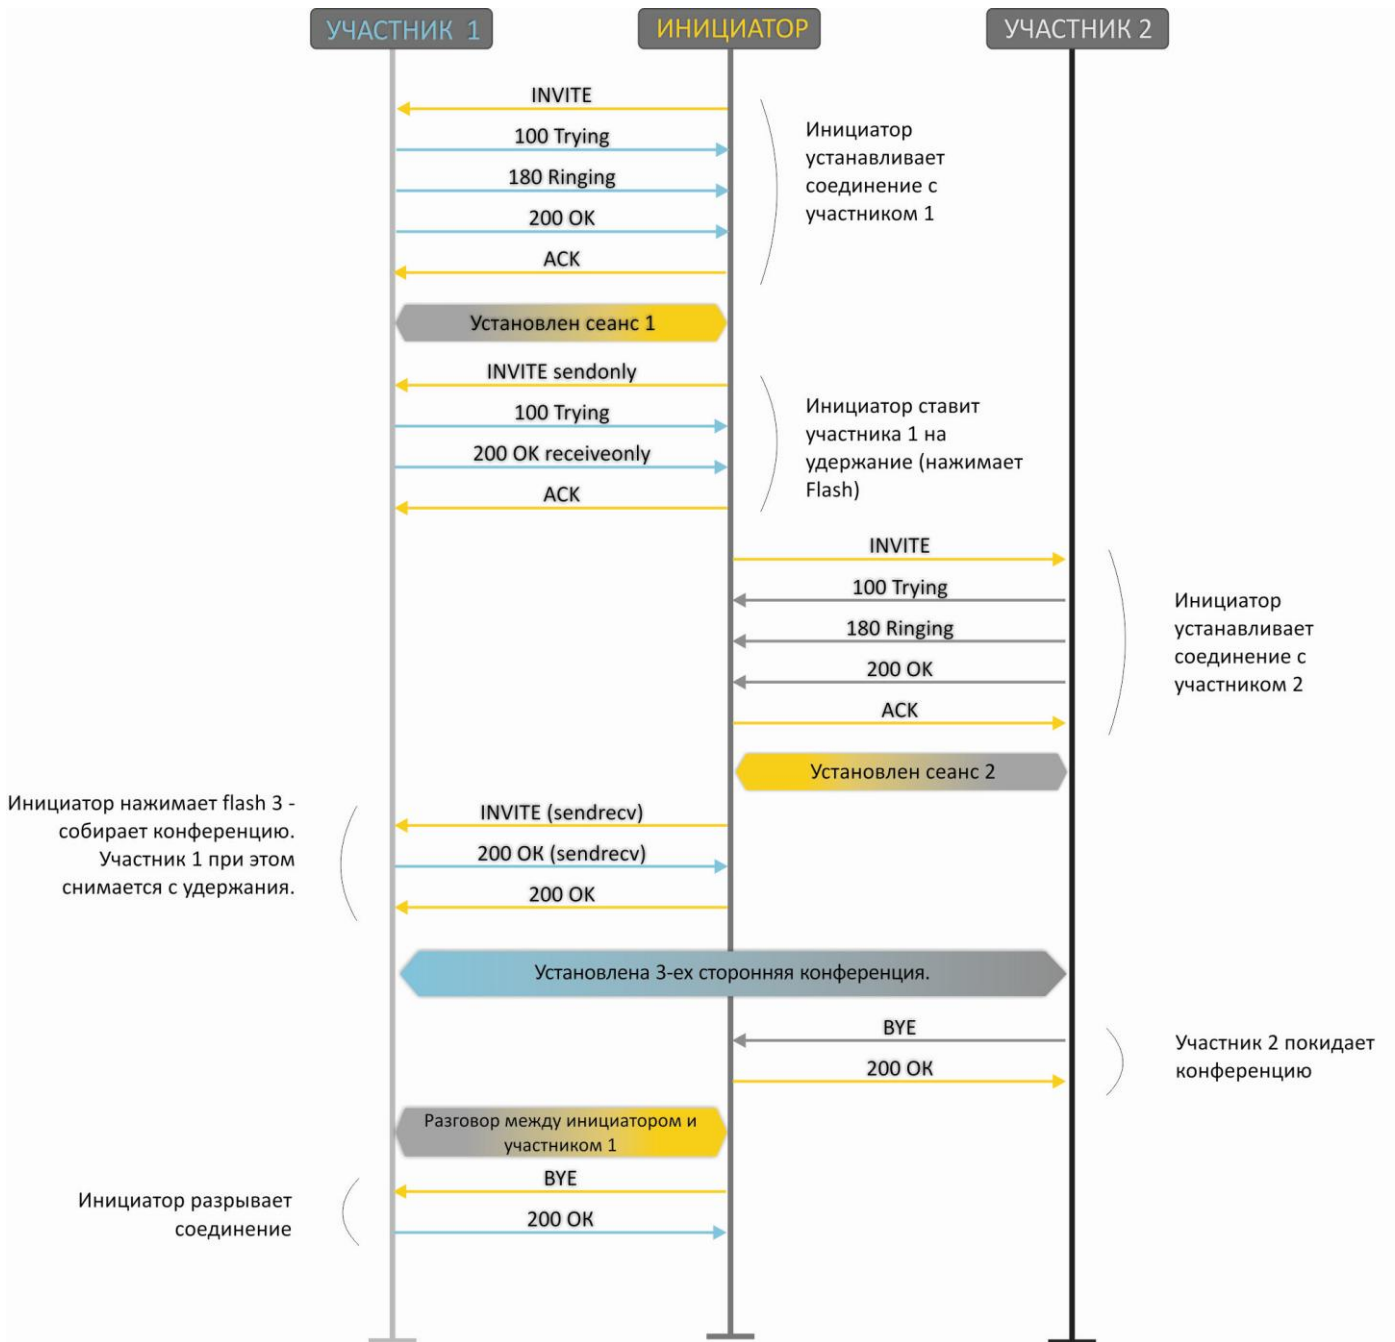 УЧАСТНИК 1
ИНИЦИАТОР
УЧАСТНИК 2
INVITE
100 Trying
180 Ringing
200 OK
ACK
Инициатор
устанавливает
соединение с
участником 1
Установлен сеанс 1
INVITE sendonly
100 Trying
200 OK receiveonly
ACK
Инициатор ставит
участника 1 на
удержание (нажимает
Flash)
INVITE
100 Trying
180 Ringing
200 OK
ACK
Инициатор
устанавливает
соединение с
участником 2
Установлен сеанс 2
Инициатор нажимает flash 3 -
собирает конференцию.
Участник 1 при этом
снимается с удержания.
INVITE (sendrecv)
200 OK (sendrecv)
200 OK
Установлена 3-ех сторонняя конференция.
BYE
200 OK
Участник 2 покидает
конференцию
Разговор между инициатором и
участником 1
Инициатор разрывает
соединение
BYE
200 OK